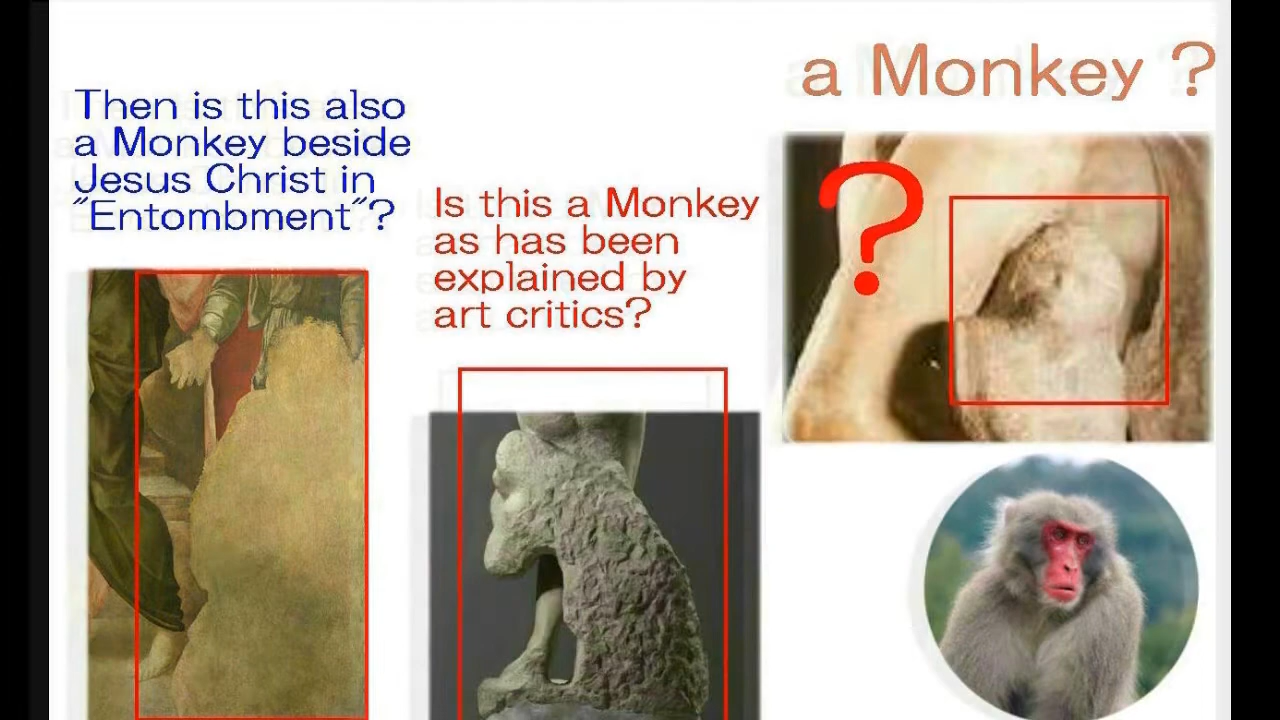 a Monkey ?
Then is this also
a Monkey beside
Jesus Christ in
"Entombment"?
Is this a Monkey
as has been
explained by
art critics?
?